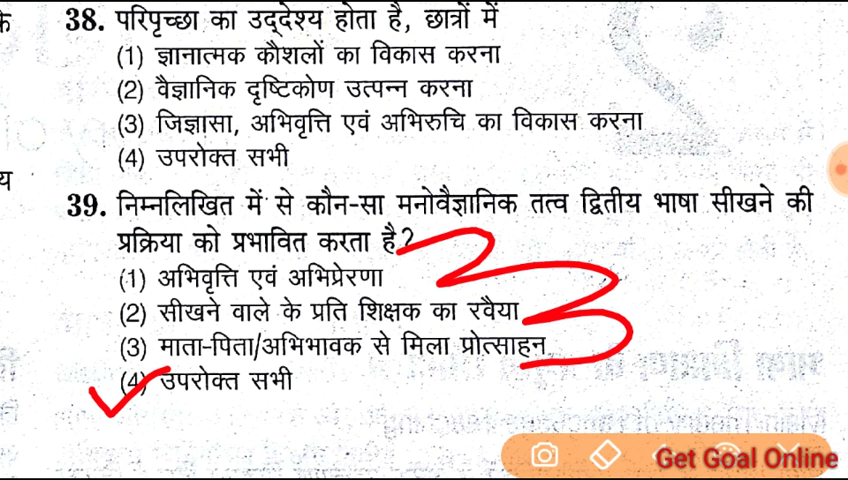 के
38. परिपृच्छा का उद्देश्य होता है, छात्रों में
(1) ज्ञानात्मक कौशलों का विकास करना
(2) वैज्ञानिक दृष्टिकोण उत्पन्न करना
(3) जिज्ञासा, अभिवृत्ति एवं अभिरुचि का विकास करना
(4) उपरोक्त सभी
य
39. निम्नलिखित में से कौन-सा मनोवैज्ञानिक तत्व द्वितीय भाषा सीखने की
प्रक्रिया को प्रभावित करता है?
(1) अभिवृत्ति एवं अभिप्रेरणा
(2) सीखने वाले के प्रति शिक्षक का रवैया
(3) माता-पिता/अभिभावक से मिला प्रोत्साहन
(4) उपरोक्त सभी
Get Goal Online